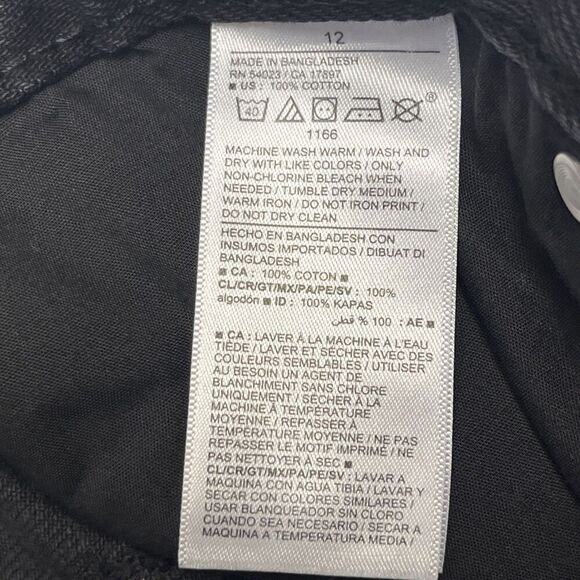 12
MADE IN BANGLADESH
RN 54023 / CA 17897
■ US : 100% COTTON
40
®
1166
MACHINE WASH WARM / WASH AND
DRY WITH LIKE COLORS / ONLY
NON-CHLORINE BLEACH WHEN
NEEDED / TUMBLE DRY MEDIUM /
WARM IRON / DO NOT IRON PRINT /
DO NOT DRY CLEAN
HECHO EN BANGLADESH CON
INSUMOS IMPORTADOS / DIBUAT DI
BANGLADESH
■ CA : 100% COTON ■
CL/CR/GT/MX/PA/PE/SV : 100%
algodón ■ ID : 100% KAPAS
■ AE : 100 % قطن
■ CA : LAVER À LA MACHINE À L'EAU
TIÈDE / LAVER ET SÉCHER AVEC DES
COULEURS SEMBLABLES / UTILISER
AU BESOIN UN AGENT DE
BLANCHIMENT SANS CHLORE
UNIQUEMENT / SÉCHER À LA
MACHINE À TEMPÉRATURE
MOYENNE / REPASSER À
TEMPÉRATURE MOYENNE / NE PAS
REPASSER LE MOTIF IMPRIMÉ / NE
PAS NETTOYER À SEC ■
CL/CR/GT/MX/PA/PE/SV : LAVAR A
MAQUINA CON AGUA TIBIA / LAVAR Y
SECAR CON COLORES SIMILARES /
USAR BLANQUEADOR SIN CLORO
CUANDO SEA NECESARIO / SECAR A
MAQUINA A TEMPERATURA MEDIA /